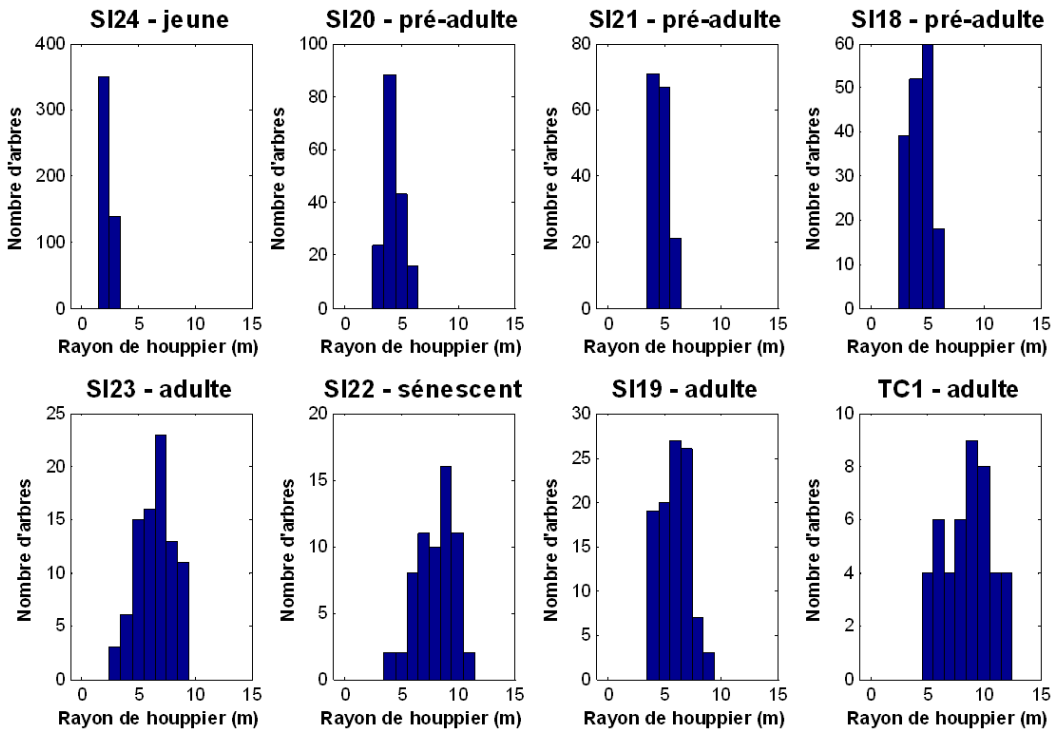 SI24 - jeune
400
300
200
100
0
Nombre d'arbres
0 5 10 15
Rayon de houppier (m)
SI20 - pré-adulte
100
80
60
40
20
0
Nombre d'arbres
0 5 10 15
Rayon de houppier (m)
SI21 - pré-adulte
80
60
40
20
0
Nombre d'arbres
0 5 10 15
Rayon de houppier (m)
SI18 - pré-adulte
60
50
40
30
20
10
0
Nombre d'arbres
0 5 10 15
Rayon de houppier (m)
SI23 - adulte
25
20
15
10
5
0
Nombre d'arbres
0 5 10 15
Rayon de houppier (m)
SI22 - sénescent
20
15
10
5
0
Nombre d'arbres
0 5 10 15
Rayon de houppier (m)
SI19 - adulte
30
25
20
15
10
5
0
Nombre d'arbres
0 5 10 15
Rayon de houppier (m)
TC1 - adulte
10
8
6
4
2
0
Nombre d'arbres
0 5 10 15
Rayon de houppier (m)